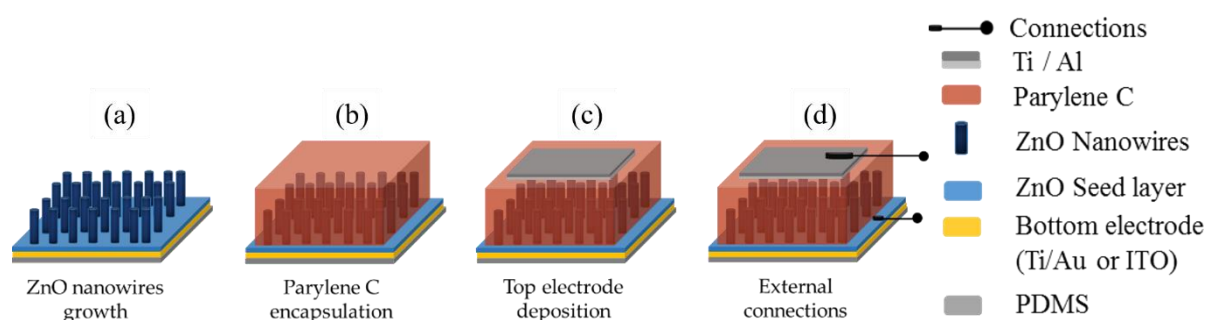 (a)
ZnO nanowires
growth
(b)
Parylene C
encapsulation
(c)
Top electrode
deposition
(d)
External
connections
Connections
Ti / Al
Parylene C
ZnO Nanowires
ZnO Seed layer
Bottom electrode
(Ti/Au or ITO)
PDMS